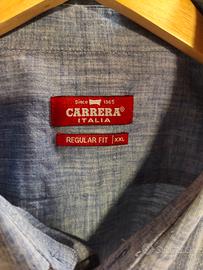 Since 1965
CARRERA
ITALIA
REGULAR FIT XXL